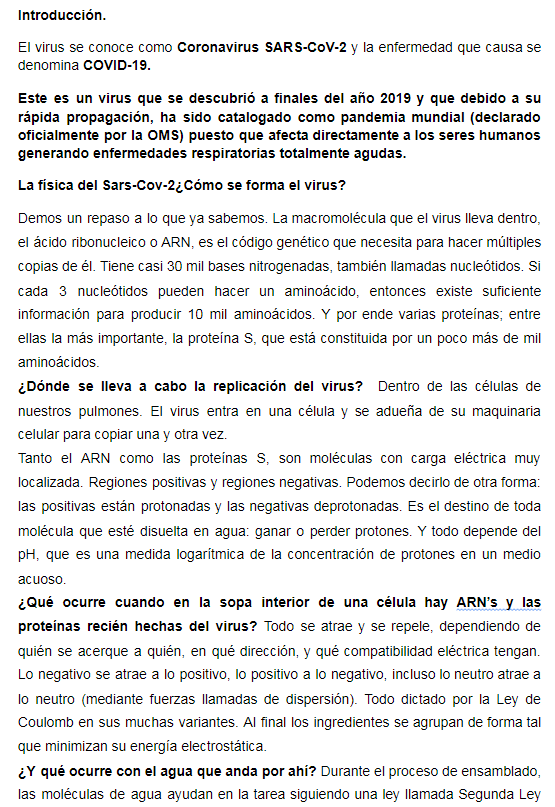 Introducción.
El virus se conoce como Coronavirus SARS-CoV-2 y la enfermedad que causa se
denomina COVID-19.
Este es un virus que se descubrió a finales del año 2019 y que debido a su
rápida propagación, ha sido catalogado como pandemia mundial (declarado
oficialmente por la OMS) puesto que afecta directamente a los seres humanos
generando enfermedades respiratorias totalmente agudas.
La física del Sars-Cov-2¿Cómo se forma el virus?
Demos un repaso a lo que ya sabemos. La macromolécula que el virus lleva dentro,
el ácido ribonucleico o ARN, es el código genético que necesita para hacer múltiples
copias de él. Tiene casi 30 mil bases nitrogenadas, también llamadas nucleótidos. Si
cada 3 nucleótidos pueden hacer un aminoácido, entonces existe suficiente
información para producir 10 mil aminoácidos. Y por ende varias proteínas; entre
ellas la más importante, la proteína S, que está constituida por un poco más de mil
aminoácidos.
¿Dónde se lleva a cabo la replicación del virus? Dentro de las células de
nuestros pulmones. El virus entra en una célula y se adueña de su maquinaria
celular para copiar una y otra vez.
Tanto el ARN como las proteínas S, son moléculas con carga eléctrica muy
localizada. Regiones positivas y regiones negativas. Podemos decirlo de otra forma:
las positivas están protonadas y las negativas deprotonadas. Es el destino de toda
molécula que esté disuelta en agua: ganar o perder protones. Y todo depende del
pH, que es una medida logarítmica de la concentración de protones en un medio
acuoso.
¿Qué ocurre cuando en la sopa interior de una célula hay ARN's y las
proteínas recién hechas del virus? Todo se atrae y se repele, dependiendo de
quién se acerque a quién, en qué dirección, y qué compatibilidad eléctrica tengan.
Lo negativo se atrae a lo positivo, lo positivo a lo negativo, incluso lo neutro atrae a
lo neutro (mediante fuerzas llamadas de dispersión). Todo dictado por la Ley de
Coulomb en sus muchas variantes. Al final los ingredientes se agrupan de forma tal
que minimizan su energía electrostática.
¿Y qué ocurre con el agua que anda por ahí? Durante el proceso de ensamblado,
las moléculas de agua ayudan en la tarea siguiendo una ley llamada Segunda Ley